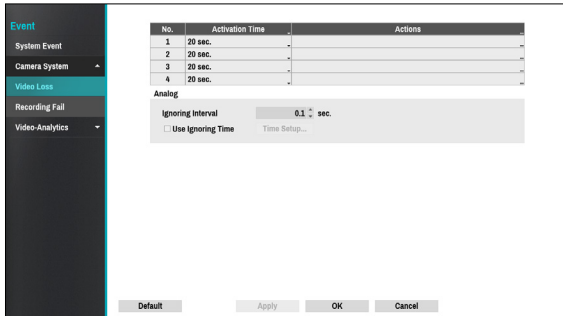 Event
System Event
Camera System
Video Loss
Recording Fail
Video-Analytics
No. Activation Time ... Actions ...
1 20 sec. ... ...
2 20 sec. ... ...
3 20 sec. ... ...
4 20 sec. ... ...
Analog
Ignoring Interval 0.1 sec.
Use Ignoring Time Time Setup...
Default Apply OK Cancel